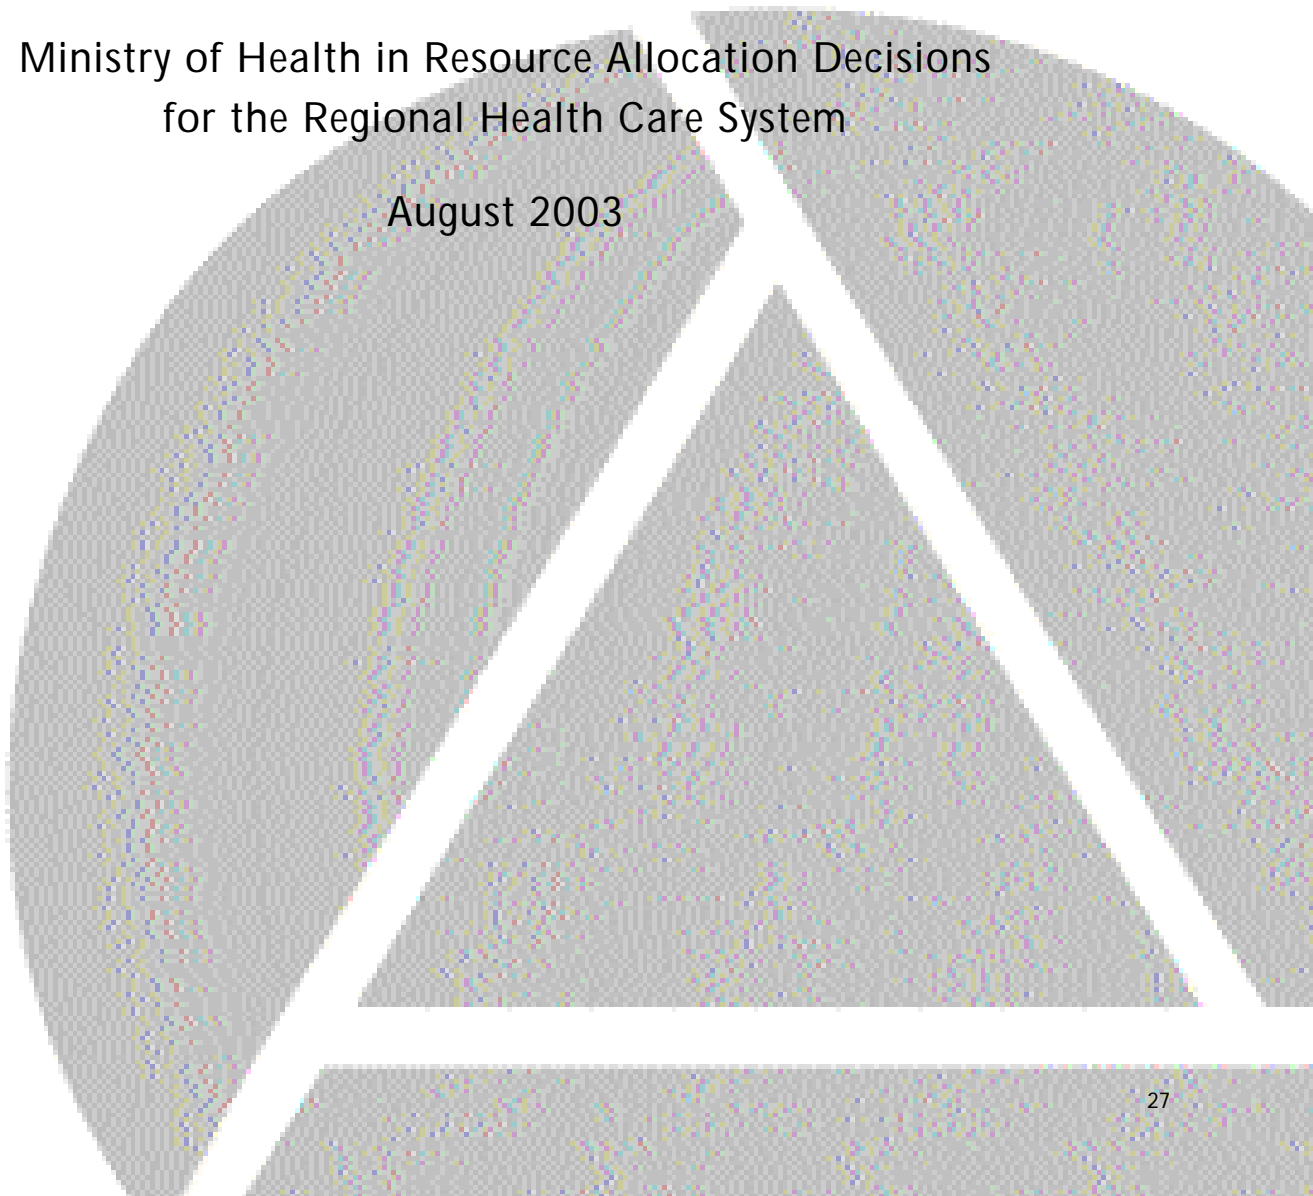 Ministry of Health in Resource Allocation Decisions
for the Regional Health Care System
August 2003
27